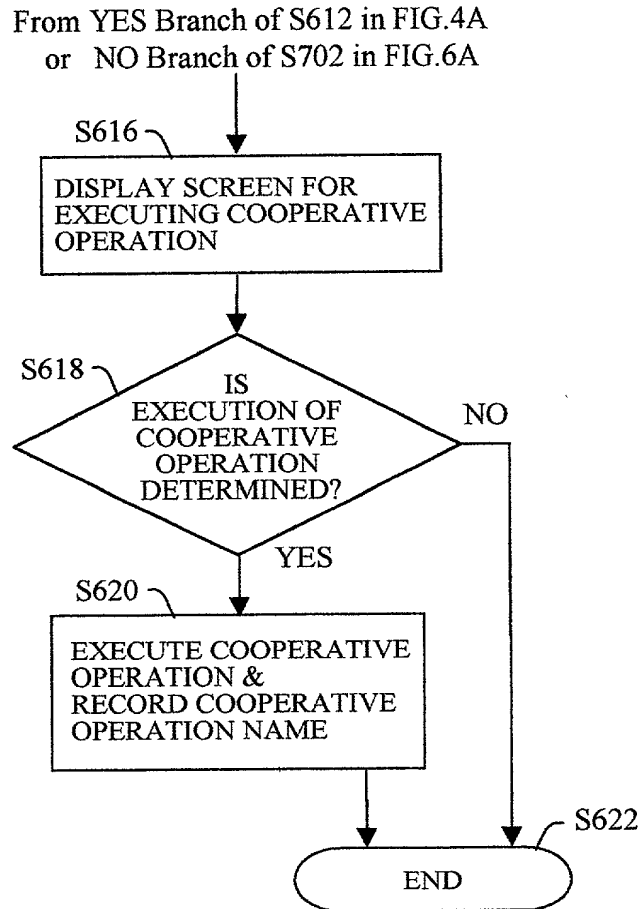 From YES Branch of S612 in FIG.4A
or NO Branch of S702 in FIG.6A
S616
DISPLAY SCREEN FOR
EXECUTING COOPERATIVE
OPERATION
S618
IS
EXECUTION OF
COOPERATIVE
OPERATION
DETERMINED?
NO
YES
S620
EXECUTE COOPERATIVE
OPERATION &
RECORD COOPERATIVE
OPERATION NAME
S622
END